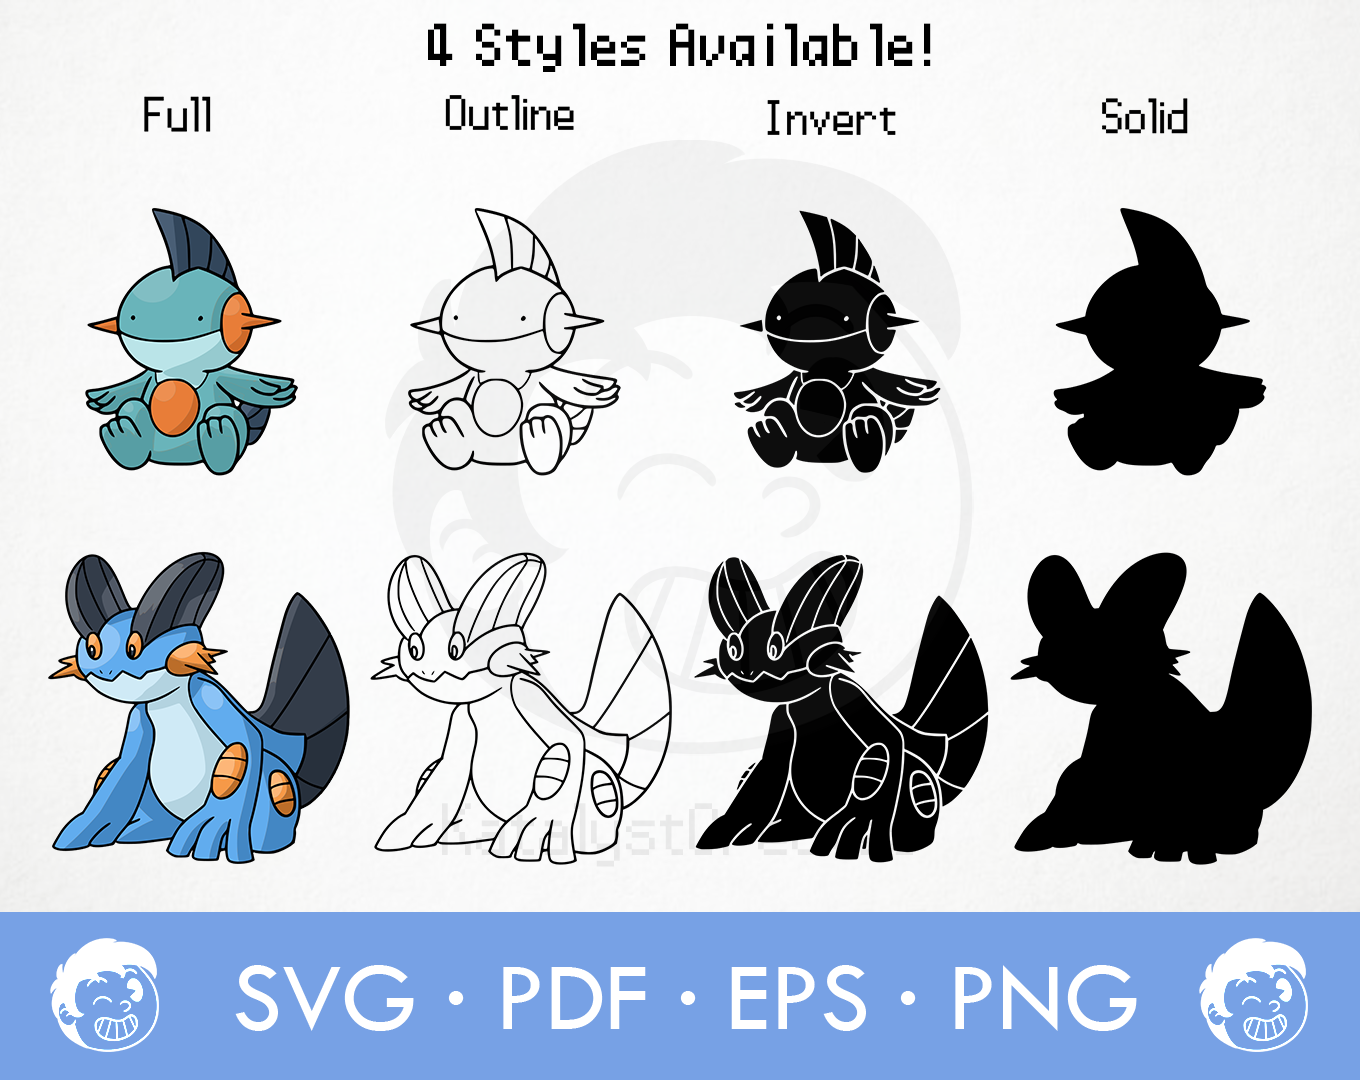 4 Styles Available!
Full Outline Invert Solid
SVG • PDF • EPS • PNG